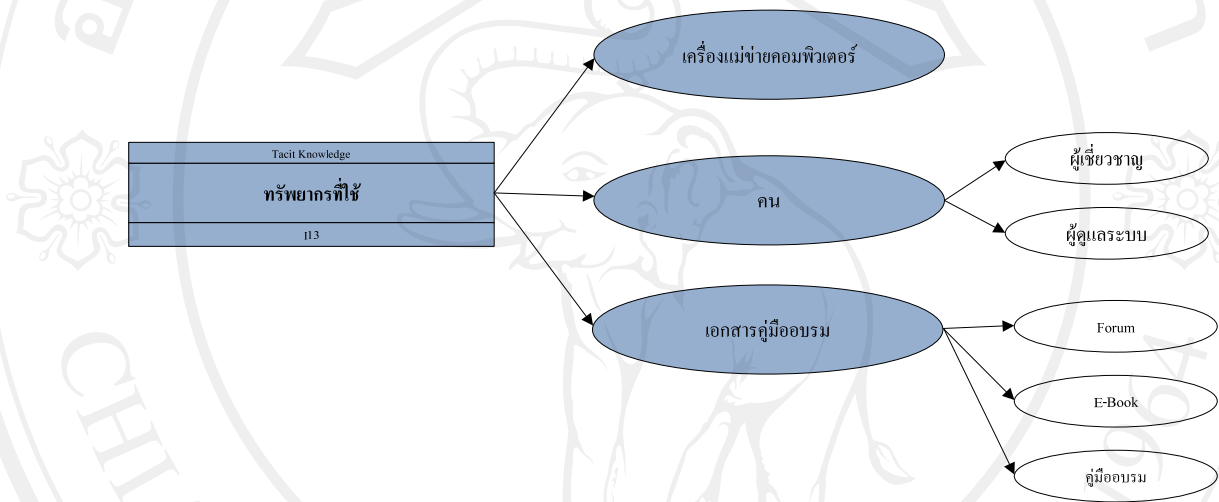 เครื่องแม่ข่ายคอมพิวเตอร์
Tacit Knowledge
ทรัพยากรที่ใช้
I13
คน
ผู้เชี่ยวชาญ
ผู้ดูแลระบบ
เอกสารคู่มืออบรม
Forum
E-Book
คู่มืออบรม
CHI
1964